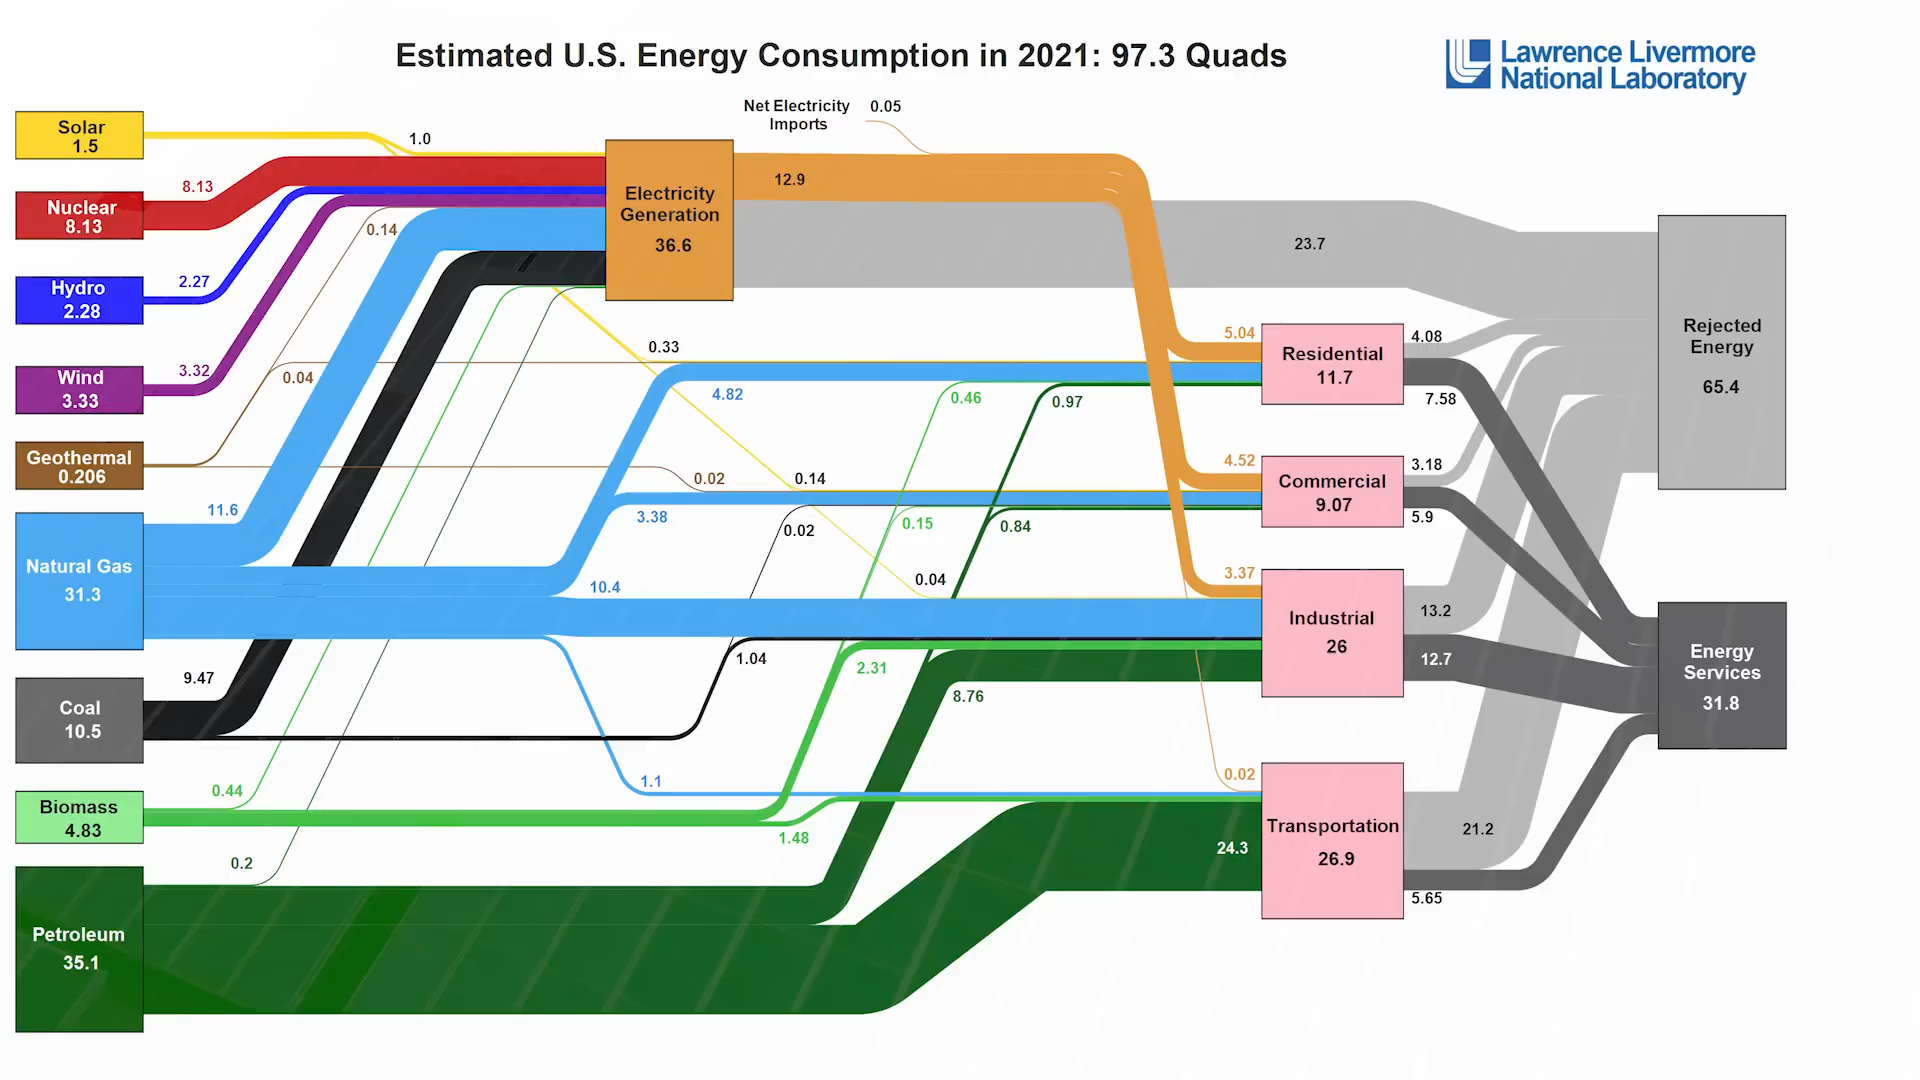 Estimated U.S. Energy Consumption in 2021: 97.3 Quads
Lawrence Livermore
National Laboratory
Net Electricity
Imports
0.05
Solar
1.5
1.0
Nuclear
8.13
8.13
Hydro
2.28
2.27
Wind
3.33
3.32
Geothermal
0.206
0.14
0.04
Natural Gas
31.3
11.6
Coal
10.5
9.47
Biomass
4.83
0.44
Petroleum
35.1
0.2
Electricity
Generation
36.6
12.9
23.7
0.33
4.82
0.46
0.97
0.02
0.14
3.38
0.02
0.15
0.84
10.4
0.04
1.04
2.31
8.76
1.1
1.48
5.04
Residential
11.7
4.08
7.58
4.52
Commercial
9.07
3.18
5.9
3.37
Industrial
26
13.2
12.7
0.02
24.3
Transportation
26.9
21.2
5.65
Rejected
Energy
65.4
Energy
Services
31.8